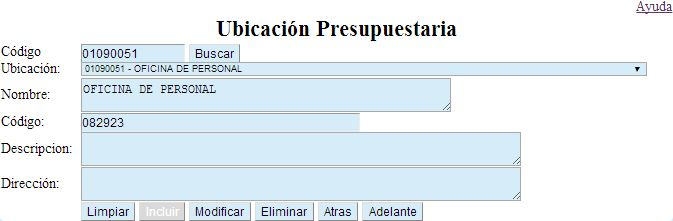 Ayuda
Ubicación Presupuestaria
Código 01090051 Buscar
Ubicación: 01090051 - OFICINA DE PERSONAL
Nombre: OFICINA DE PERSONAL
Código: 082923
Descripcion:
Dirección:
Limpiar Incluir Modificar Eliminar Atras Adelante